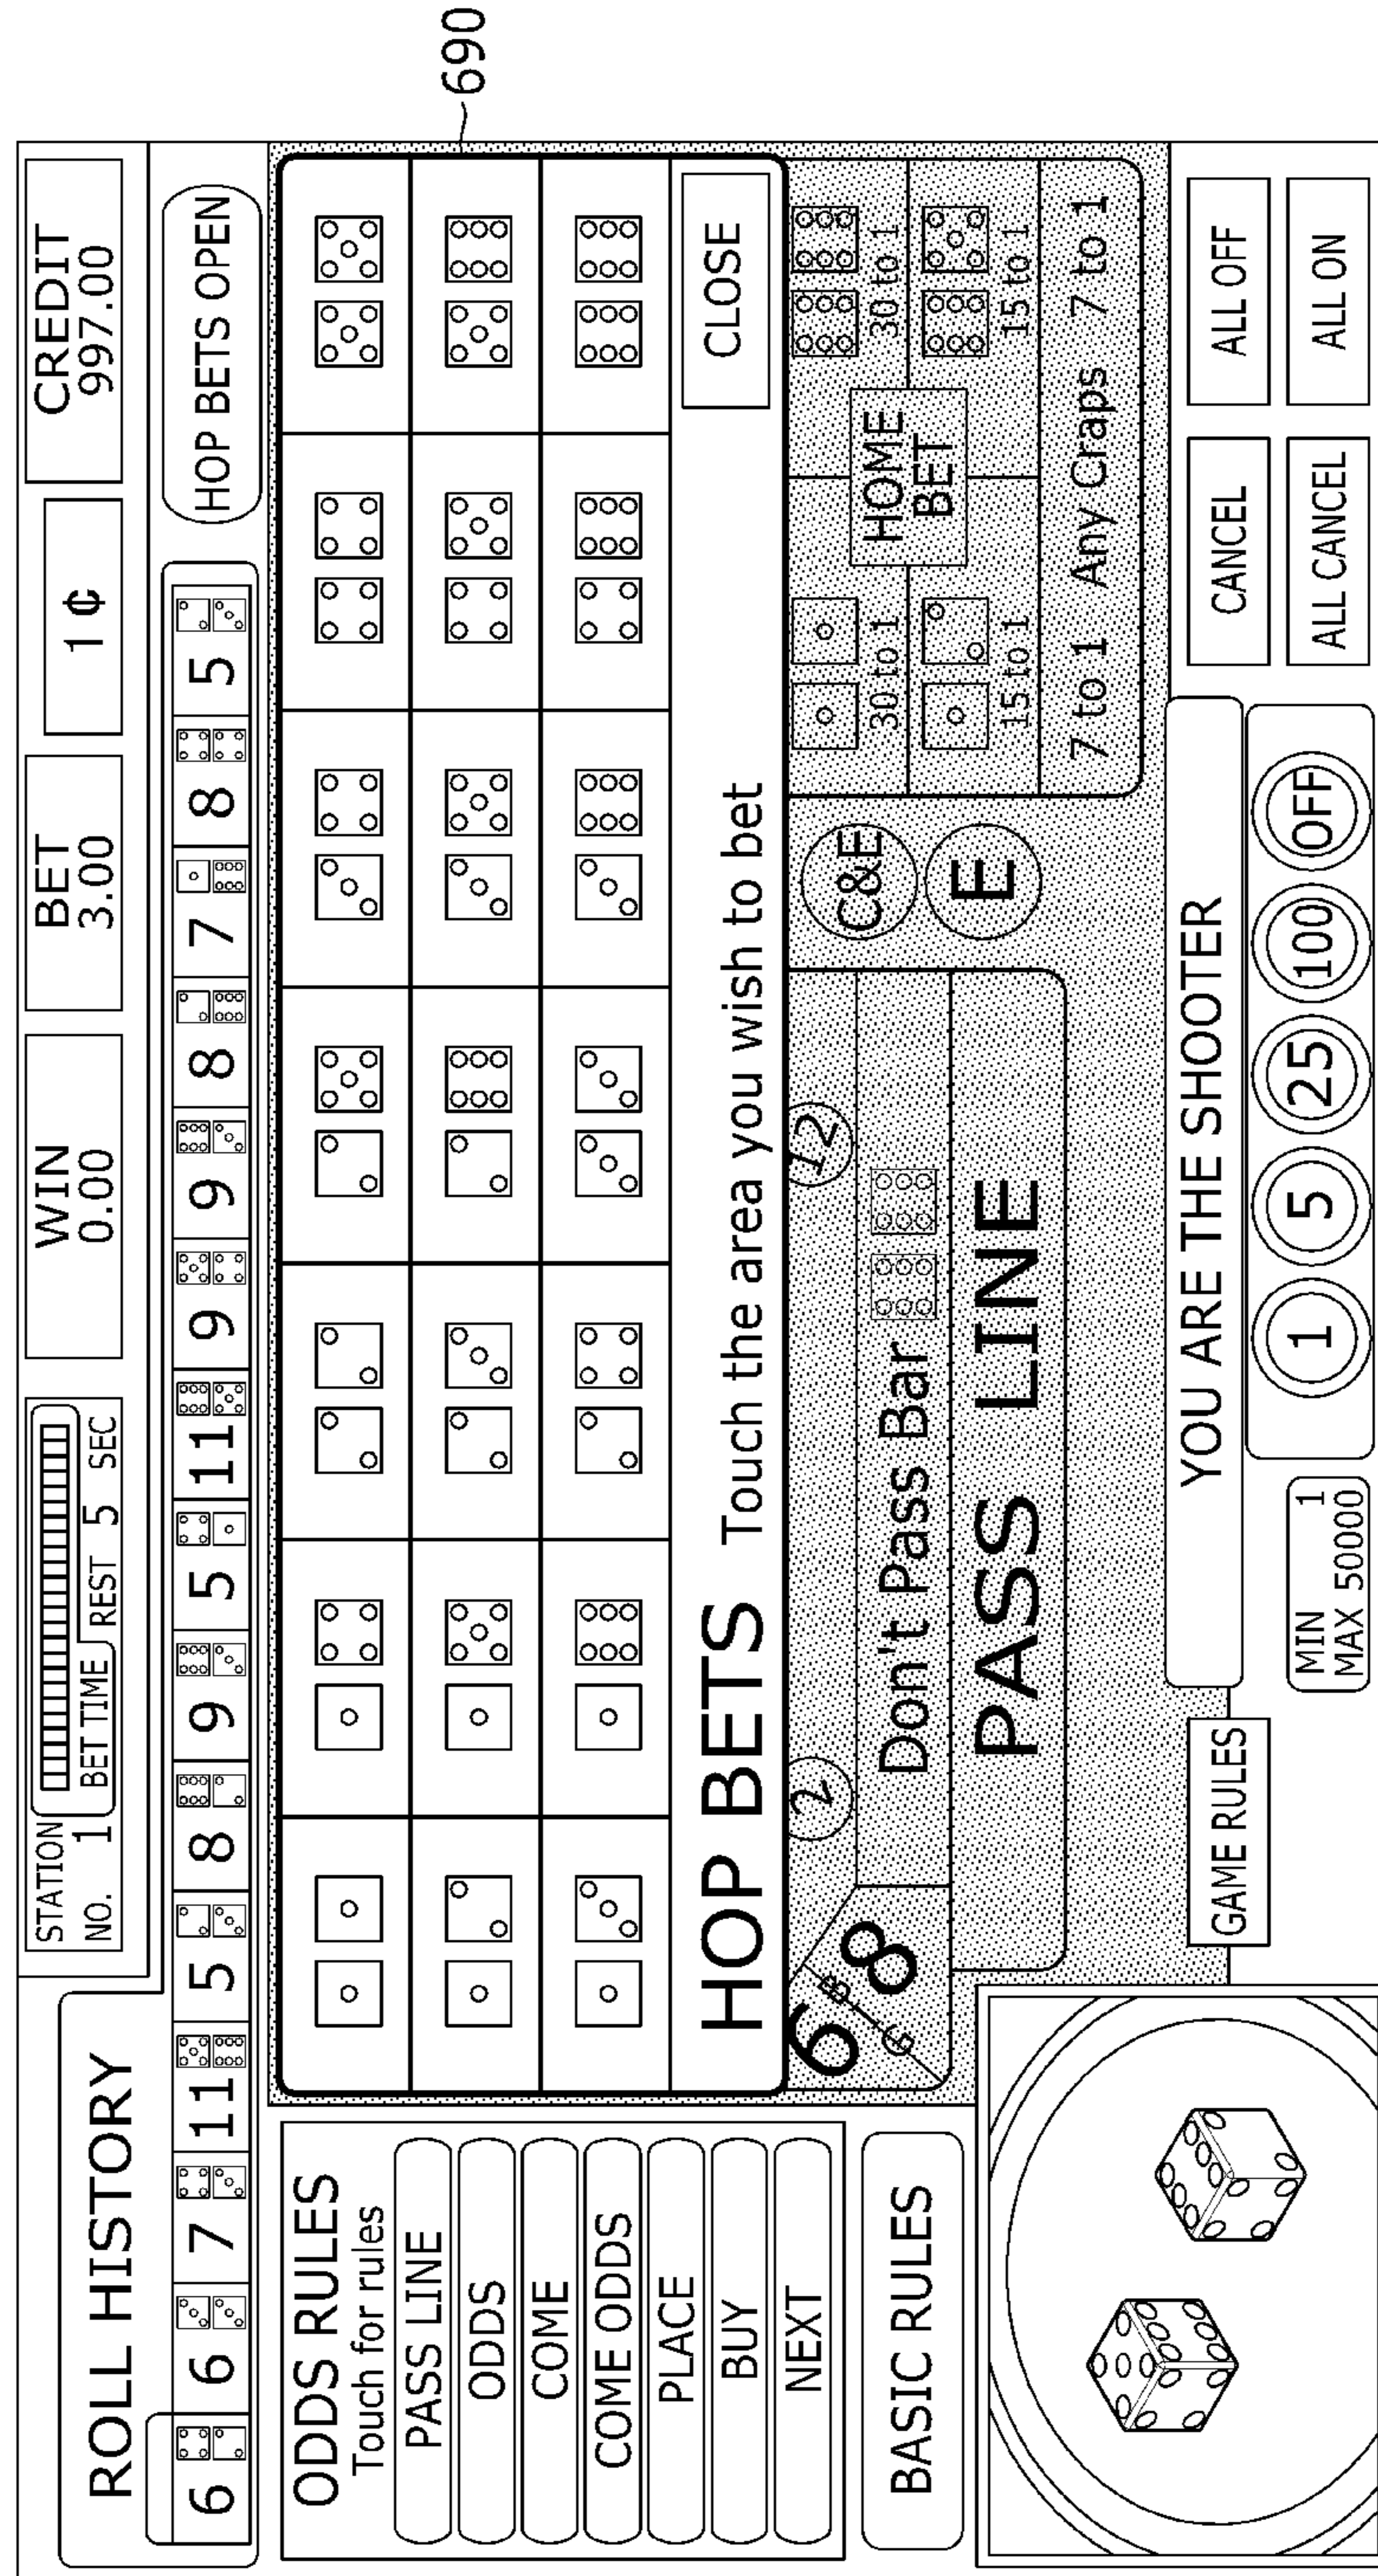 STATION
NO. 1
BET TIME
REST 5 SEC
WIN
0.00
BET
3.00
1¢
CREDIT
997.00
ROLL HISTORY
6 6 7 11 5 8 9 5 11 9 9 8 7 8 5
HOP BETS OPEN
690
ODDS RULES
Touch for rules
PASS LINE
ODDS
COME
COME ODDS
PLACE
BUY
NEXT
BASIC RULES
HOP BETS Touch the area you wish to bet
CLOSE
6 8
BIG
2
12
Don't Pass Bar
PASS LINE
C&E
E
30 to 1
30 to 1
HOME
BET
15 to 1
15 to 1
7 to 1 Any Craps 7 to 1
GAME RULES
YOU ARE THE SHOOTER
MIN 1
MAX 50000
1 5 25 100 OFF
CANCEL
ALL OFF
ALL CANCEL
ALL ON